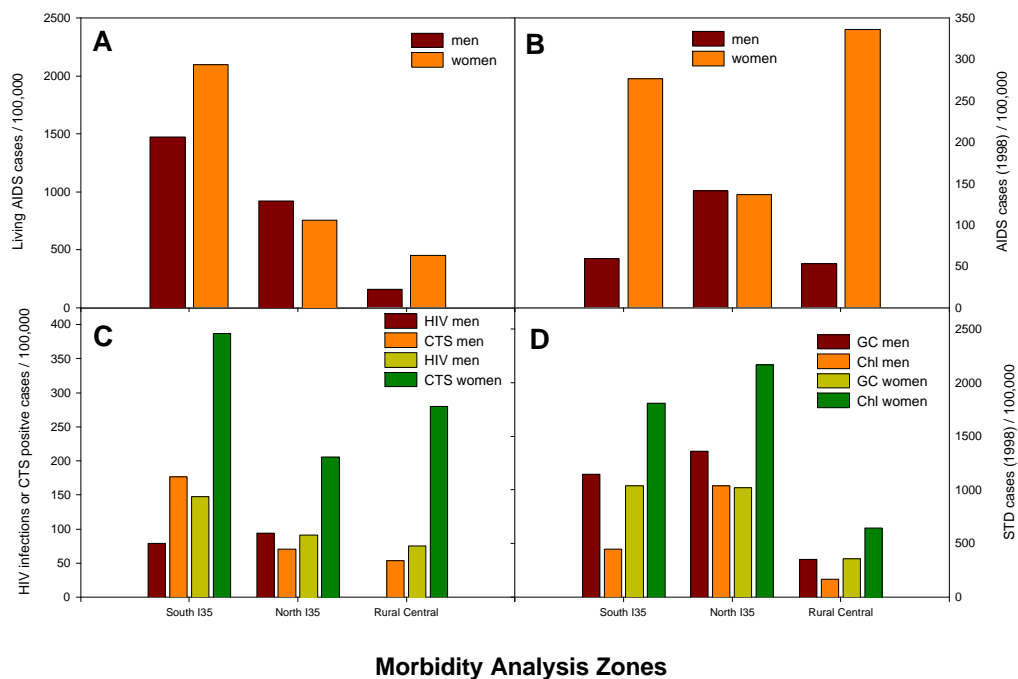 A
men
women
2500
2000
1500
1000
500
0
Living AIDS cases / 100,000
B
men
women
350
300
250
200
150
100
50
0
AIDS cases (1998) / 100,000
C
HIV men
CTS men
HIV men
CTS women
400
350
300
250
200
150
100
50
0
HIV infections or CTS positve cases / 100,000
South I35
North I35
Rural Central
D
GC men
Chl men
GC women
Chl women
2500
2000
1500
1000
500
0
STD cases (1998) / 100,000
South I35
North I35
Rural Central
Morbidity Analysis Zones